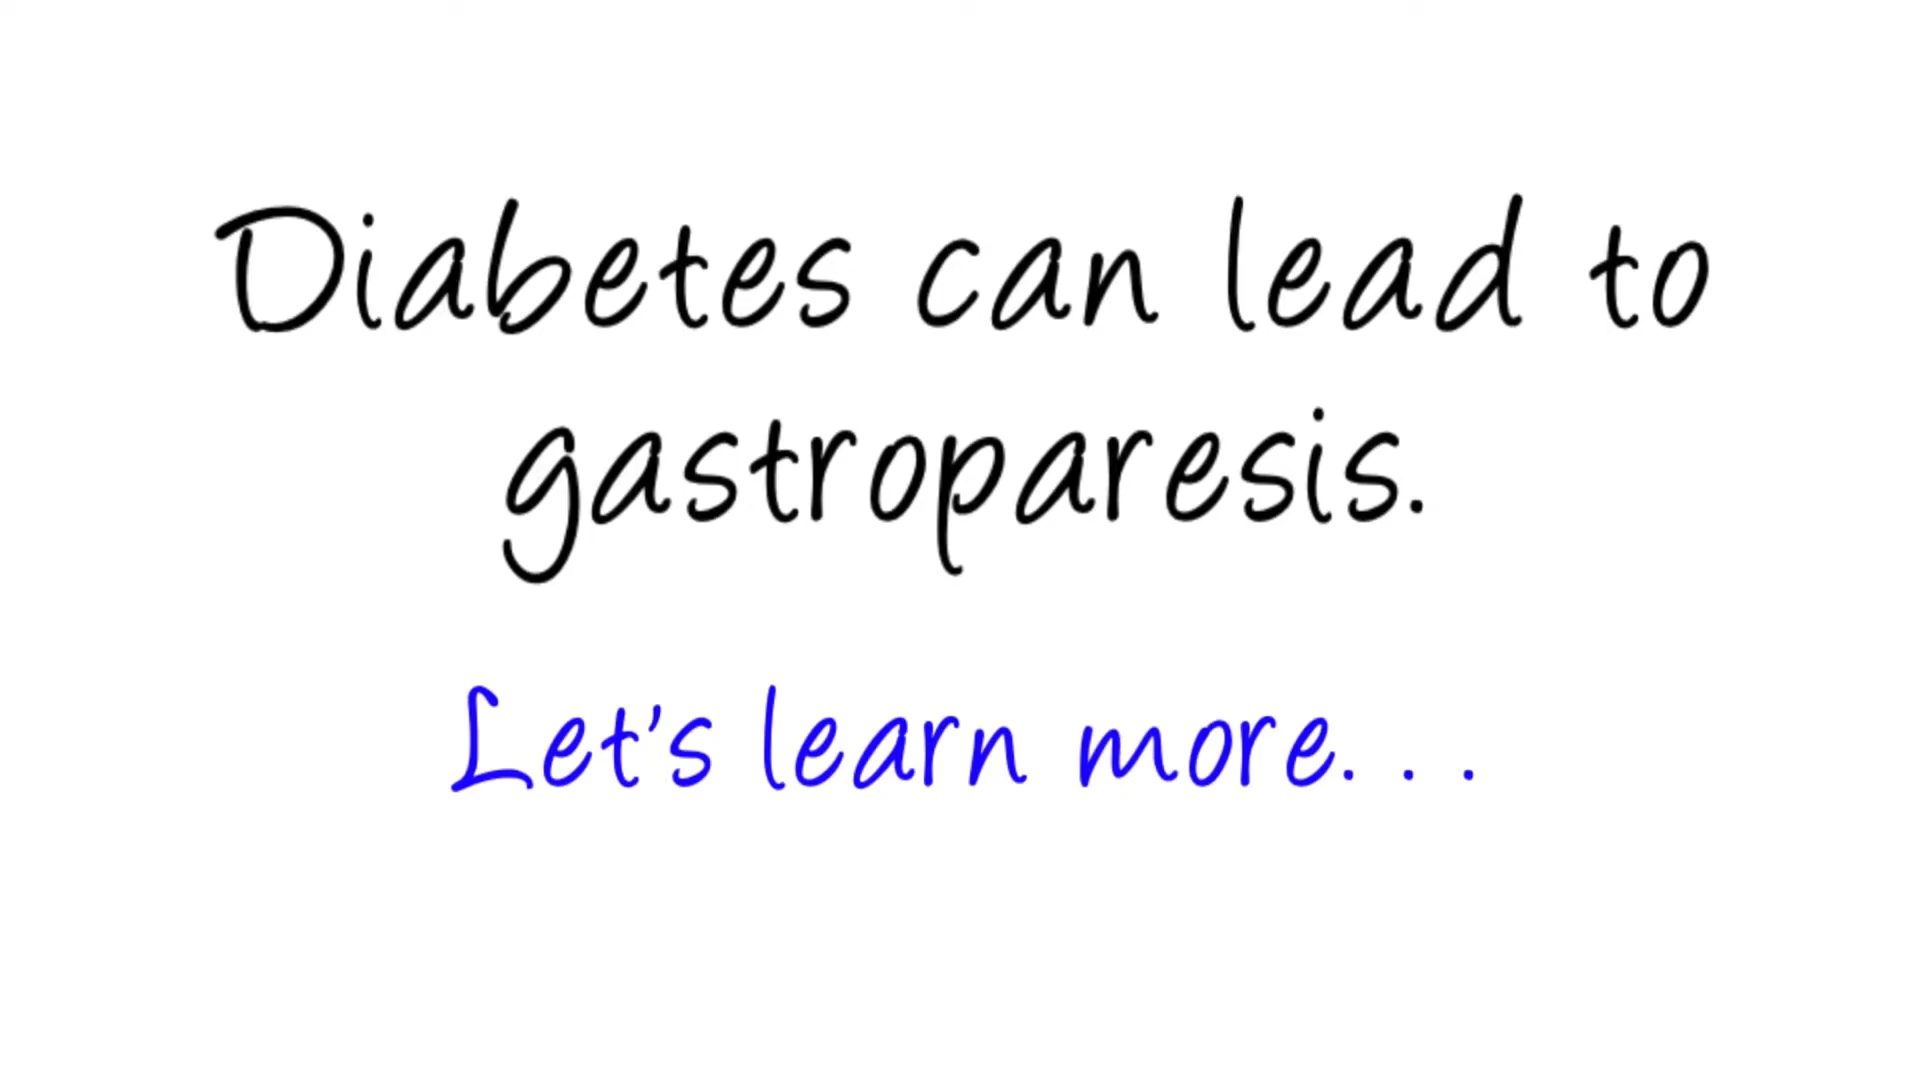 Diabetes can lead to
gastroparesis.
Let's learn more. . .